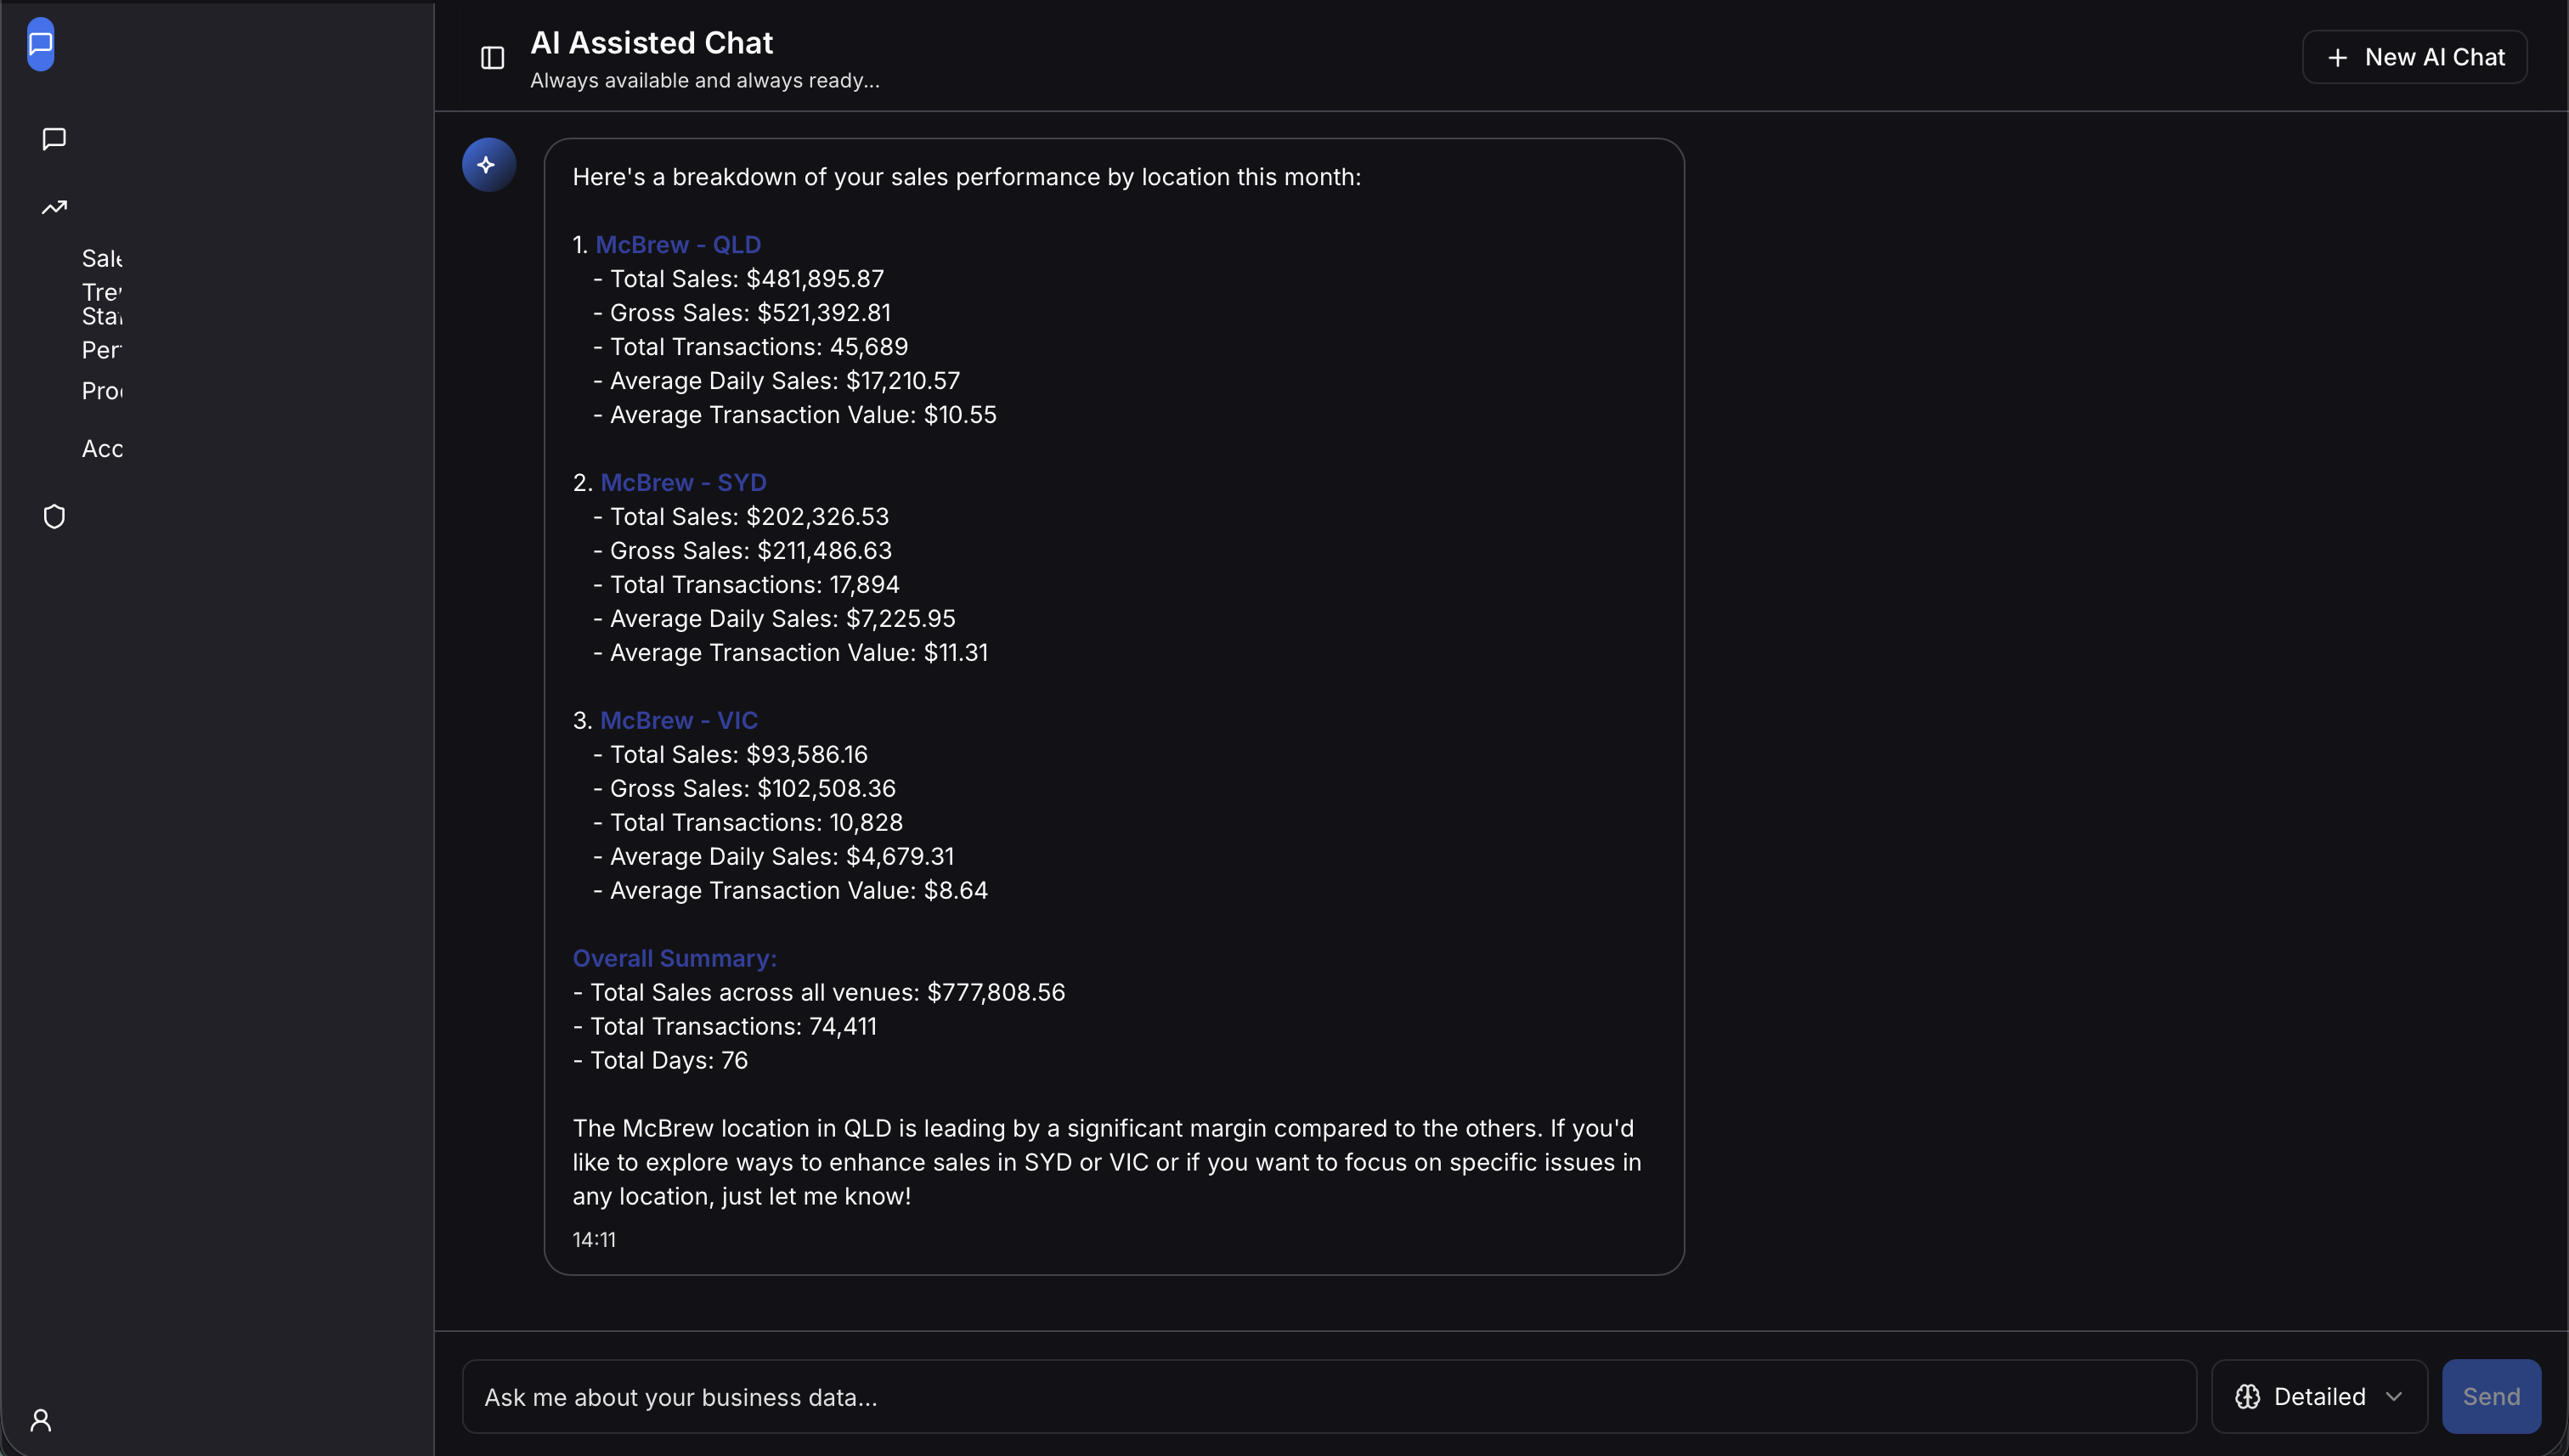 AI Assisted Chat
Always available and always ready...
New AI Chat
Here's a breakdown of your sales performance by location this month:
1. McBrew - QLD
- Total Sales: $481,895.87
- Gross Sales: $521,392.81
- Total Transactions: 45,689
- Average Daily Sales: $17,210.57
- Average Transaction Value: $10.55
2. McBrew - SYD
- Total Sales: $202,326.53
- Gross Sales: $211,486.63
- Total Transactions: 17,894
- Average Daily Sales: $7,225.95
- Average Transaction Value: $11.31
3. McBrew - VIC
- Total Sales: $93,586.16
- Gross Sales: $102,508.36
- Total Transactions: 10,828
- Average Daily Sales: $4,679.31
- Average Transaction Value: $8.64
Overall Summary:
- Total Sales across all venues: $777,808.56
- Total Transactions: 74,411
- Total Days: 76
The McBrew location in QLD is leading by a significant margin compared to the others. If you'd
like to explore ways to enhance sales in SYD or VIC or if you want to focus on specific issues in
any location, just let me know!
14:11
Ask me about your business data...
Detailed
Send